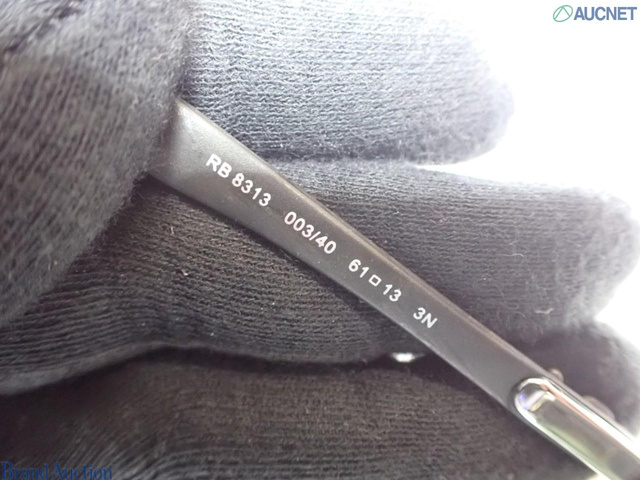 AUCNET
RB 8313 003/40 61□13 3N
Brand Auction